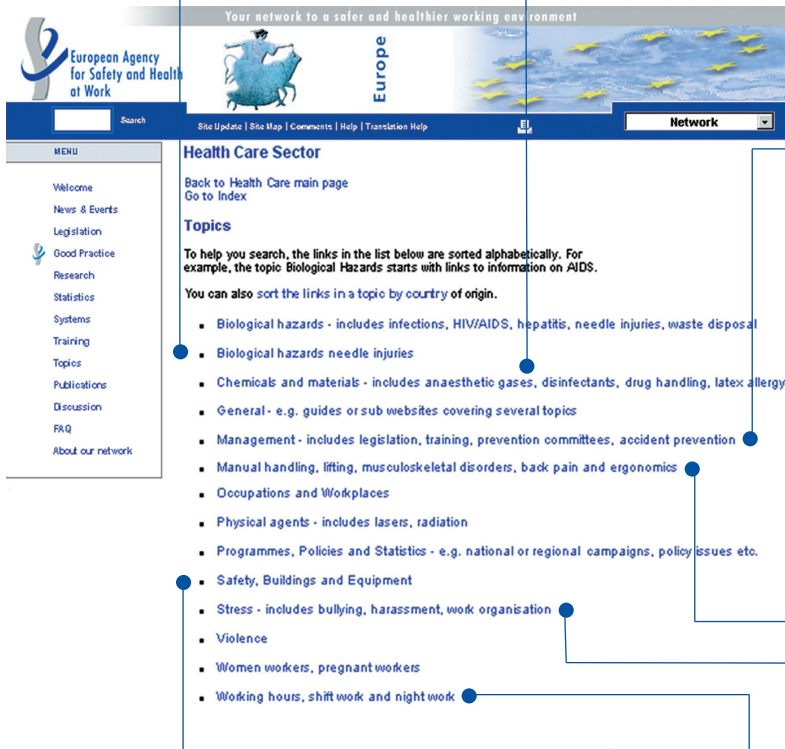 Your network to a safer and healthier working environment
European Agency
for Safety and Health
at Work
Europe
Search
Site Update | Site Map | Comments | Help | Translation Help
Network
MENU
Welcome
News & Events
Legislation
Good Practice
Research
Statistics
Systems
Training
Topics
Publications
Discussion
FAQ
About our network
Health Care Sector
Back to Health Care main page
Go to Index
Topics
To help you search, the links in the list below are sorted alphabetically. For
example, the topic Biological Hazards starts with links to information on AIDS.
You can also sort the links in a topic by country of origin.
Biological hazards - includes infections, HIV/AIDS, hepatitis, needle injuries, waste disposal
Biological hazards needle injuries
Chemicals and materials - includes anaesthetic gases, disinfectants, drug handling, latex allergy
General - e.g. guides or sub websites covering several topics
Management - includes legislation, training, prevention committees, accident prevention
Manual handling, lifting, musculoskeletal disorders, back pain and ergonomics
Occupations and Workplaces
Physical agents - includes lasers, radiation
Programmes, Policies and Statistics - e.g. national or regional campaigns, policy issues etc.
Safety, Buildings and Equipment
Stress - includes bullying, harassment, work organisation
Violence
Women workers, pregnant workers
Working hours, shift work and night work